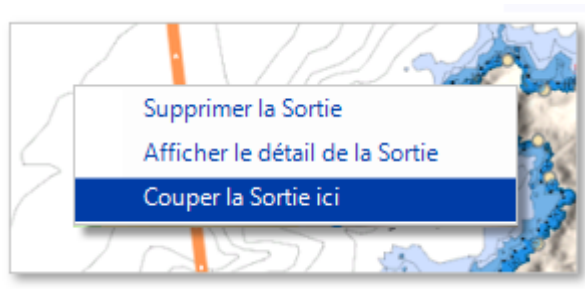 Supprimer la Sortie
Afficher le détail de la Sortie
Couper la Sortie ici